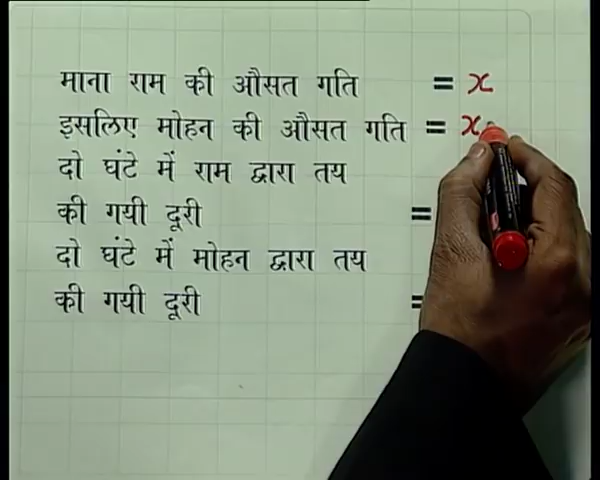 माना राम की औसत गति = x
इसलिए मोहन की औसत गति = x
दो घंटे में राम द्वारा तय
की गयी दूरी =
दो घंटे में मोहन द्वारा तय
की गयी दूरी =